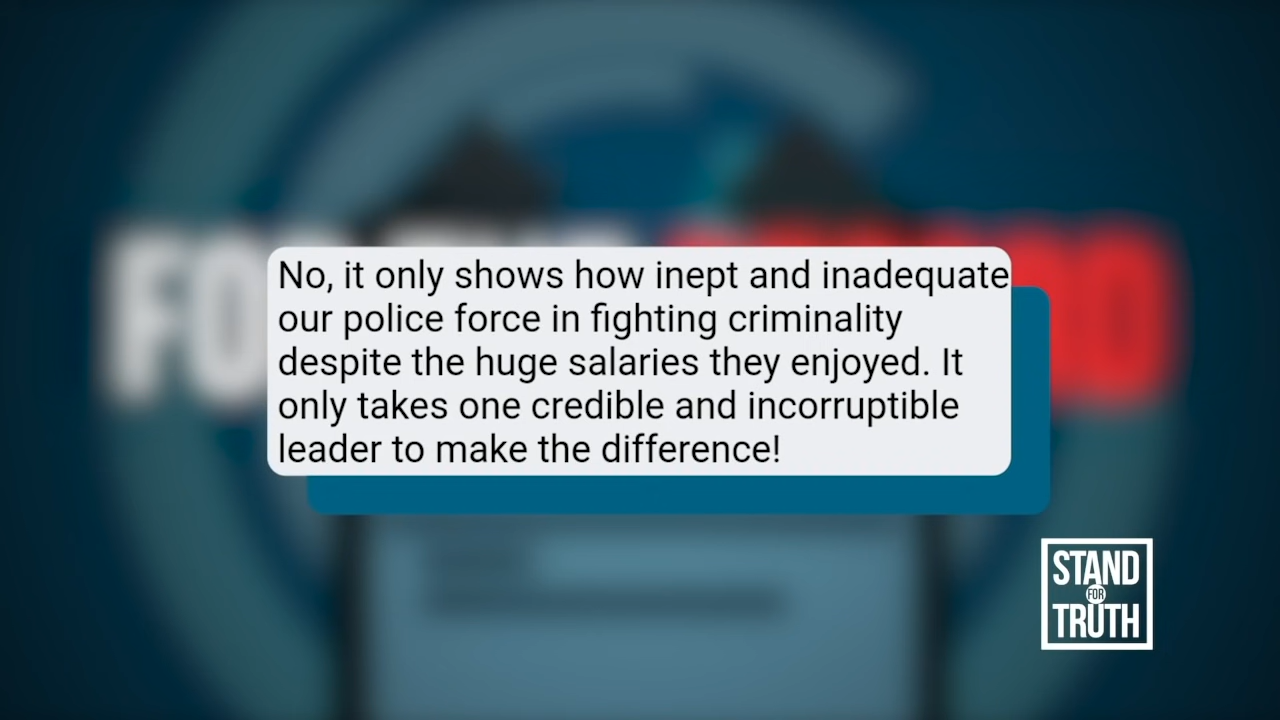 No, it only shows how inept and inadequate
our police force in fighting criminality
despite the huge salaries they enjoyed. It
only takes one credible and incorruptible
leader to make the difference!
STAND
FOR
TRUTH